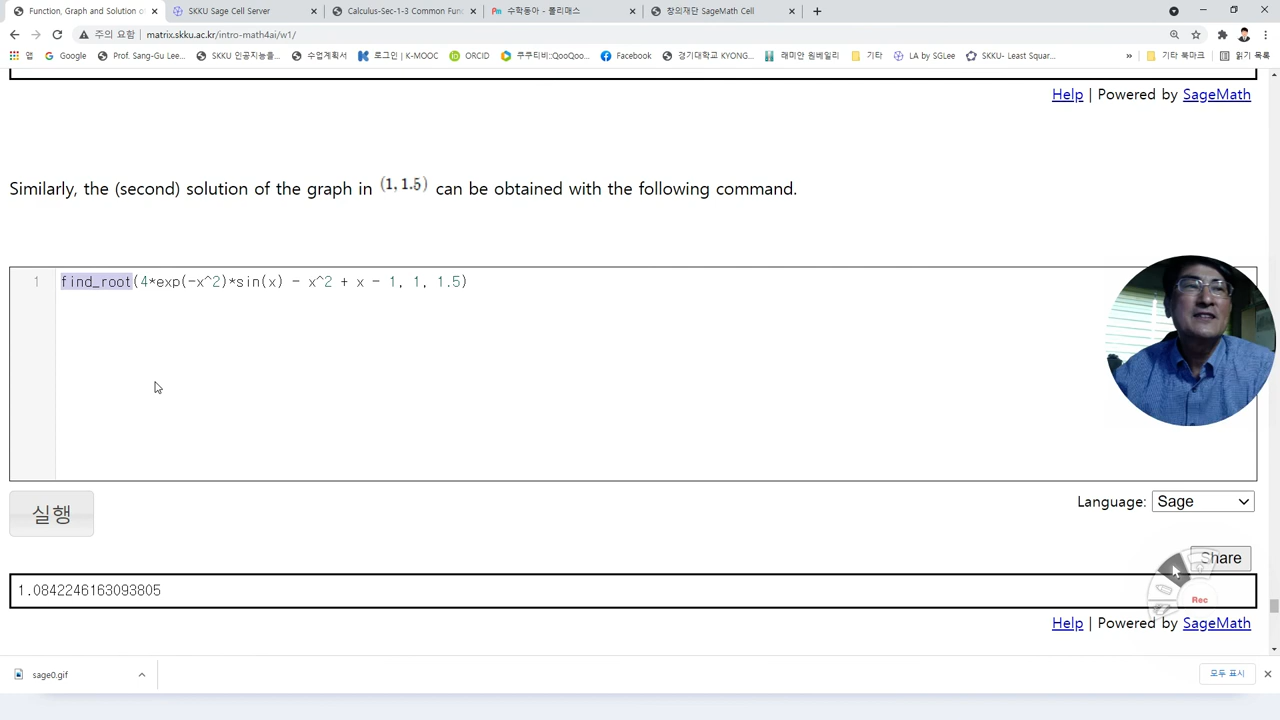 Function, Graph and Solution o
SKKU Sage Cell Server
Calculus-Sec-1-3 Common Fun
수학동아 - 폴리매스
창의재단 SageMath Cell
주의 요함 | matrix.skku.ac.kr/intro-math4ai/w1/
앱 Google Prof. Sang-Gu Lee... SKKU 인공지능을... 수업계획서 로그인 | K-MOOC ORCID 쿠쿠티비::QooQoo... Facebook 경기대학교 KYONG... 래미안 원베일리 기타 LA by SGLee SKKU- Least Squar... » 기타 북마크 읽기 목록
Help | Powered by SageMath
Similarly, the (second) solution of the graph in (1, 1.5) can be obtained with the following command.
1 find_root(4*exp(-x^2)*sin(x) - x^2 + x - 1, 1, 1.5)
실행
Language: Sage
Share
Rec
1.0842246163093805
Help | Powered by SageMath
sage0.gif
모두 표시